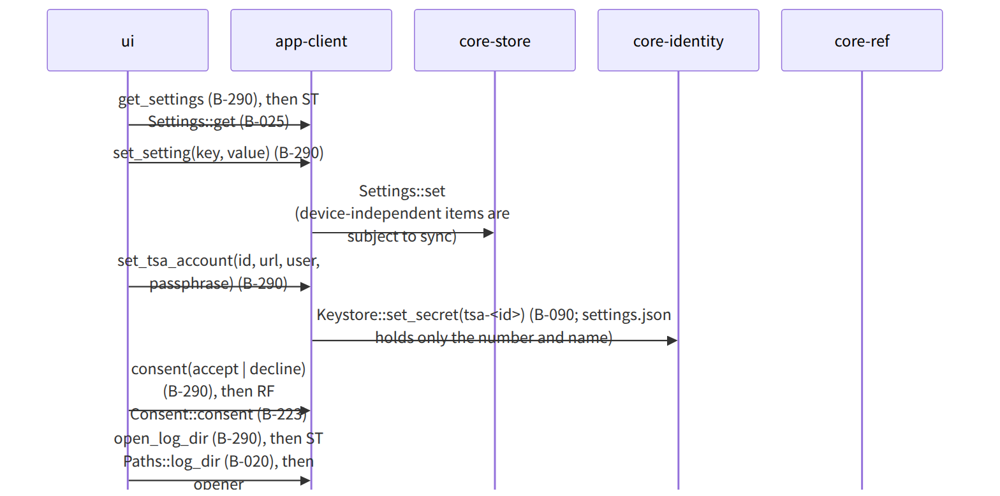 ui
app-client
core-store
core-identity
core-ref
get_settings (B-290), then ST
Settings::get (B-025)
set_setting(key, value) (B-290)
Settings::set
(device-independent items are
subject to sync)
set_tsa_account(id, url, user,
passphrase) (B-290)
Keystore::set_secret(tsa-<id>) (B-090; settings.json
holds only the number and name)
consent(accept | decline)
(B-290), then RF
Consent::consent (B-223)
open_log_dir (B-290), then ST
Paths::log_dir (B-020), then
opener